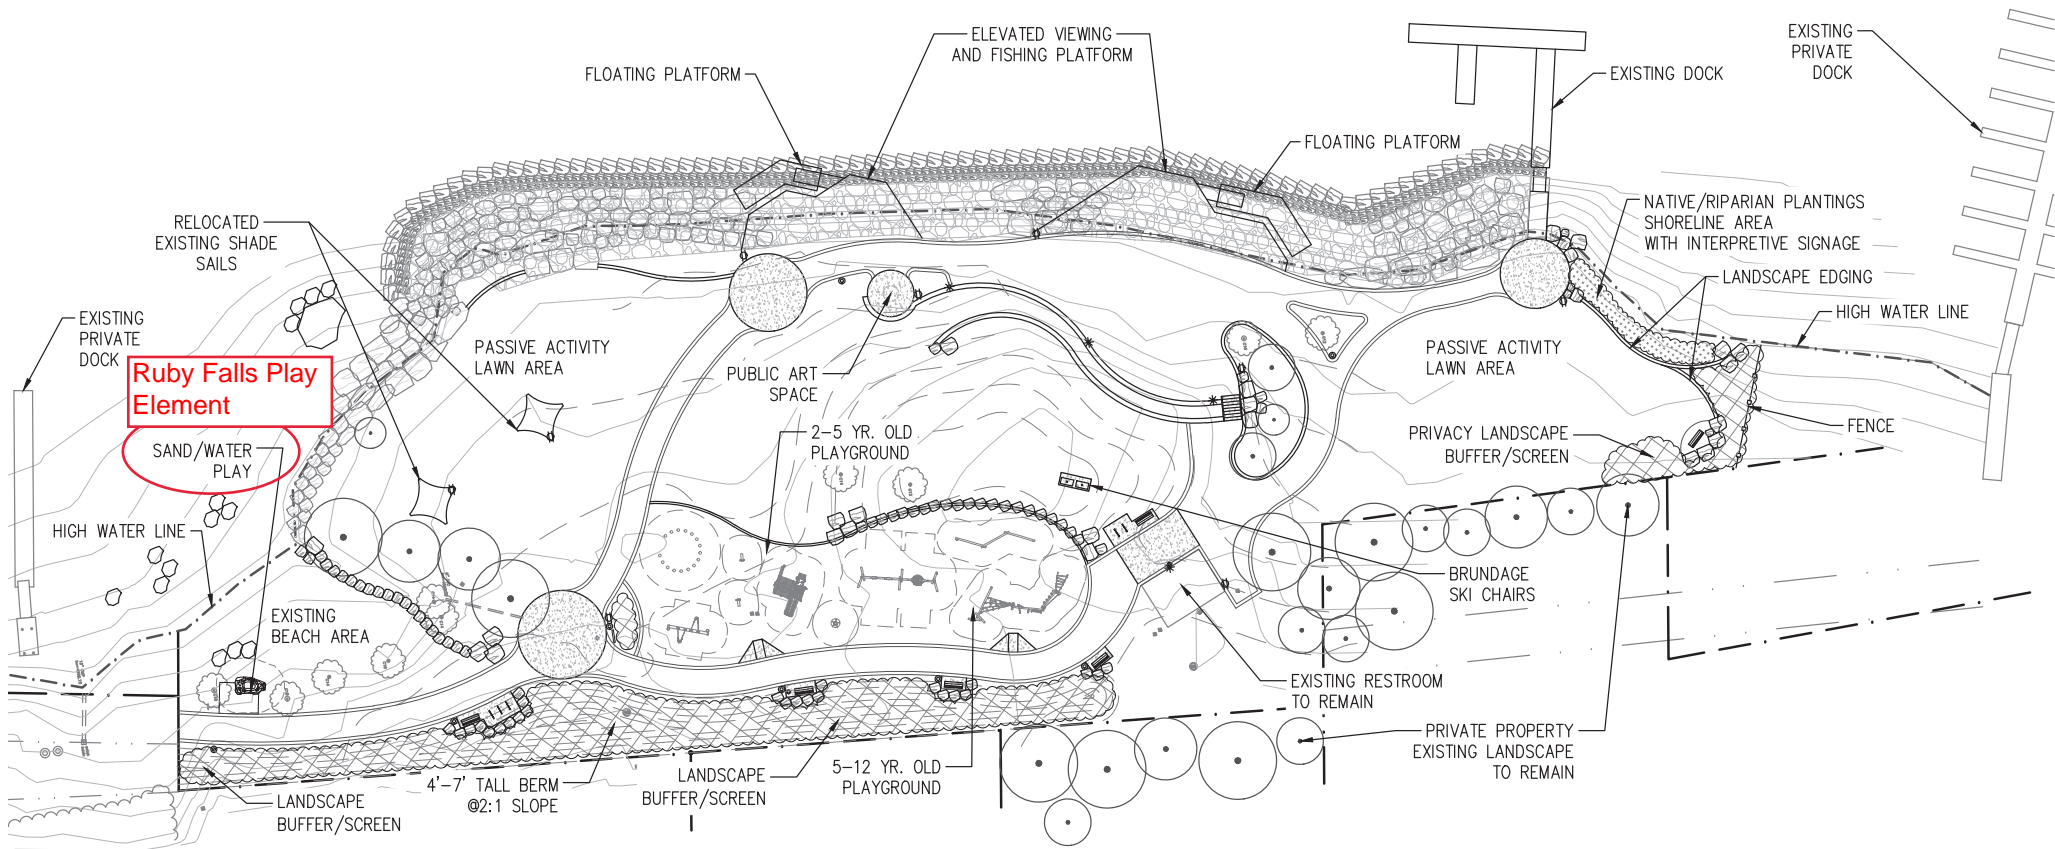 ELEVATED VIEWING
AND FISHING PLATFORM
FLOATING PLATFORM
EXISTING
PRIVATE
DOCK
EXISTING DOCK
FLOATING PLATFORM
NATIVE/RIPARIAN PLANTINGS
SHORELINE AREA
WITH INTERPRETIVE SIGNAGE
RELOCATED
EXISTING SHADE
SAILS
LANDSCAPE EDGING
HIGH WATER LINE
EXISTING
PRIVATE
DOCK
Ruby Falls Play
Element
SAND/WATER
PLAY
PASSIVE ACTIVITY
LAWN AREA
PUBLIC ART
SPACE
PASSIVE ACTIVITY
LAWN AREA
2-5 YR. OLD
PLAYGROUND
PRIVACY LANDSCAPE
BUFFER/SCREEN
FENCE
HIGH WATER LINE
BRUNDAGE
SKI CHAIRS
EXISTING
BEACH AREA
EXISTING RESTROOM
TO REMAIN
PRIVATE PROPERTY
EXISTING LANDSCAPE
TO REMAIN
4'-7' TALL BERM
@2:1 SLOPE
LANDSCAPE
BUFFER/SCREEN
5-12 YR. OLD
PLAYGROUND
LANDSCAPE
BUFFER/SCREEN